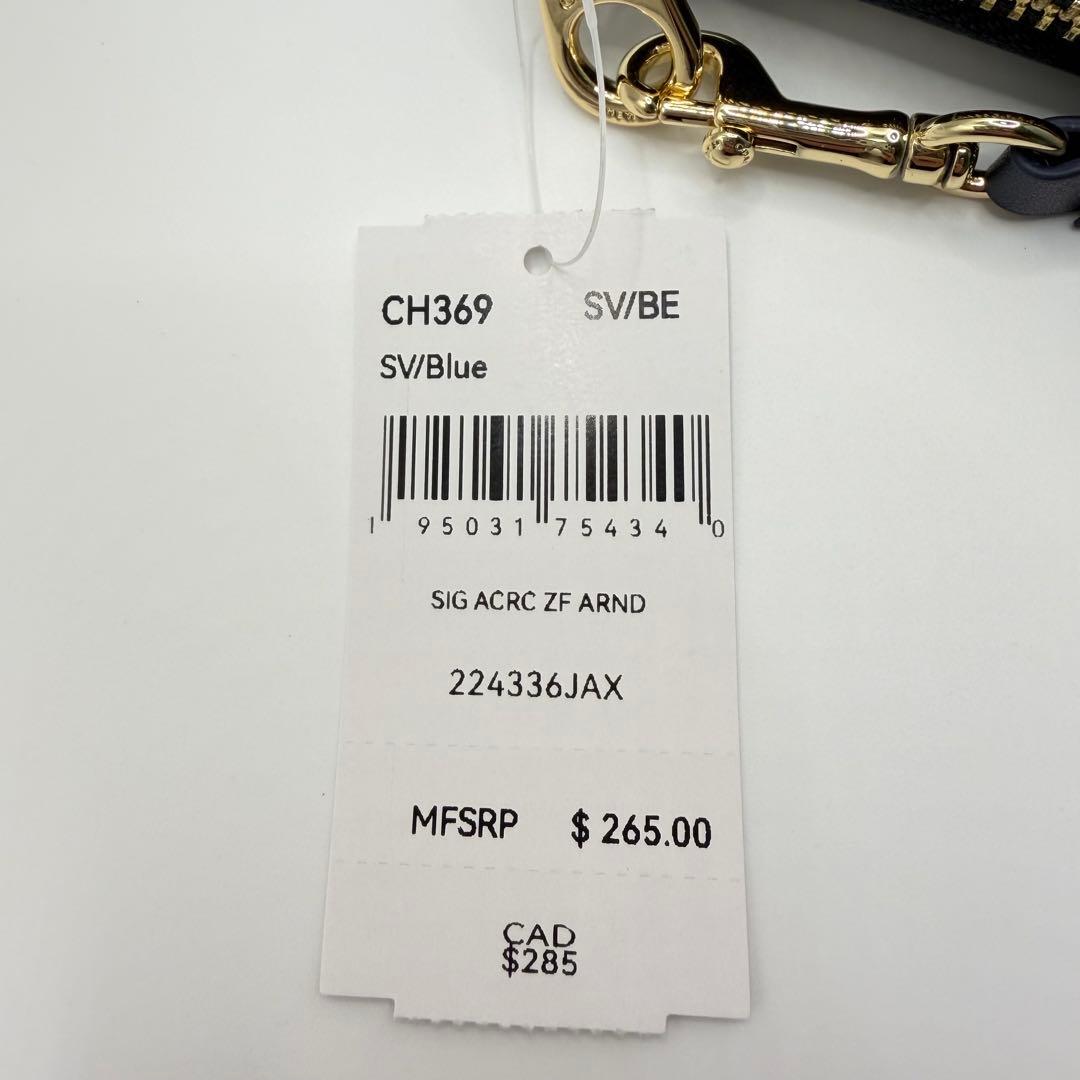 CH369 SV/BE
SV/Blue
1 95031 75434 0
SIG ACRC ZF ARND
224336JAX
MFSRP $ 265.00
CAD
$285